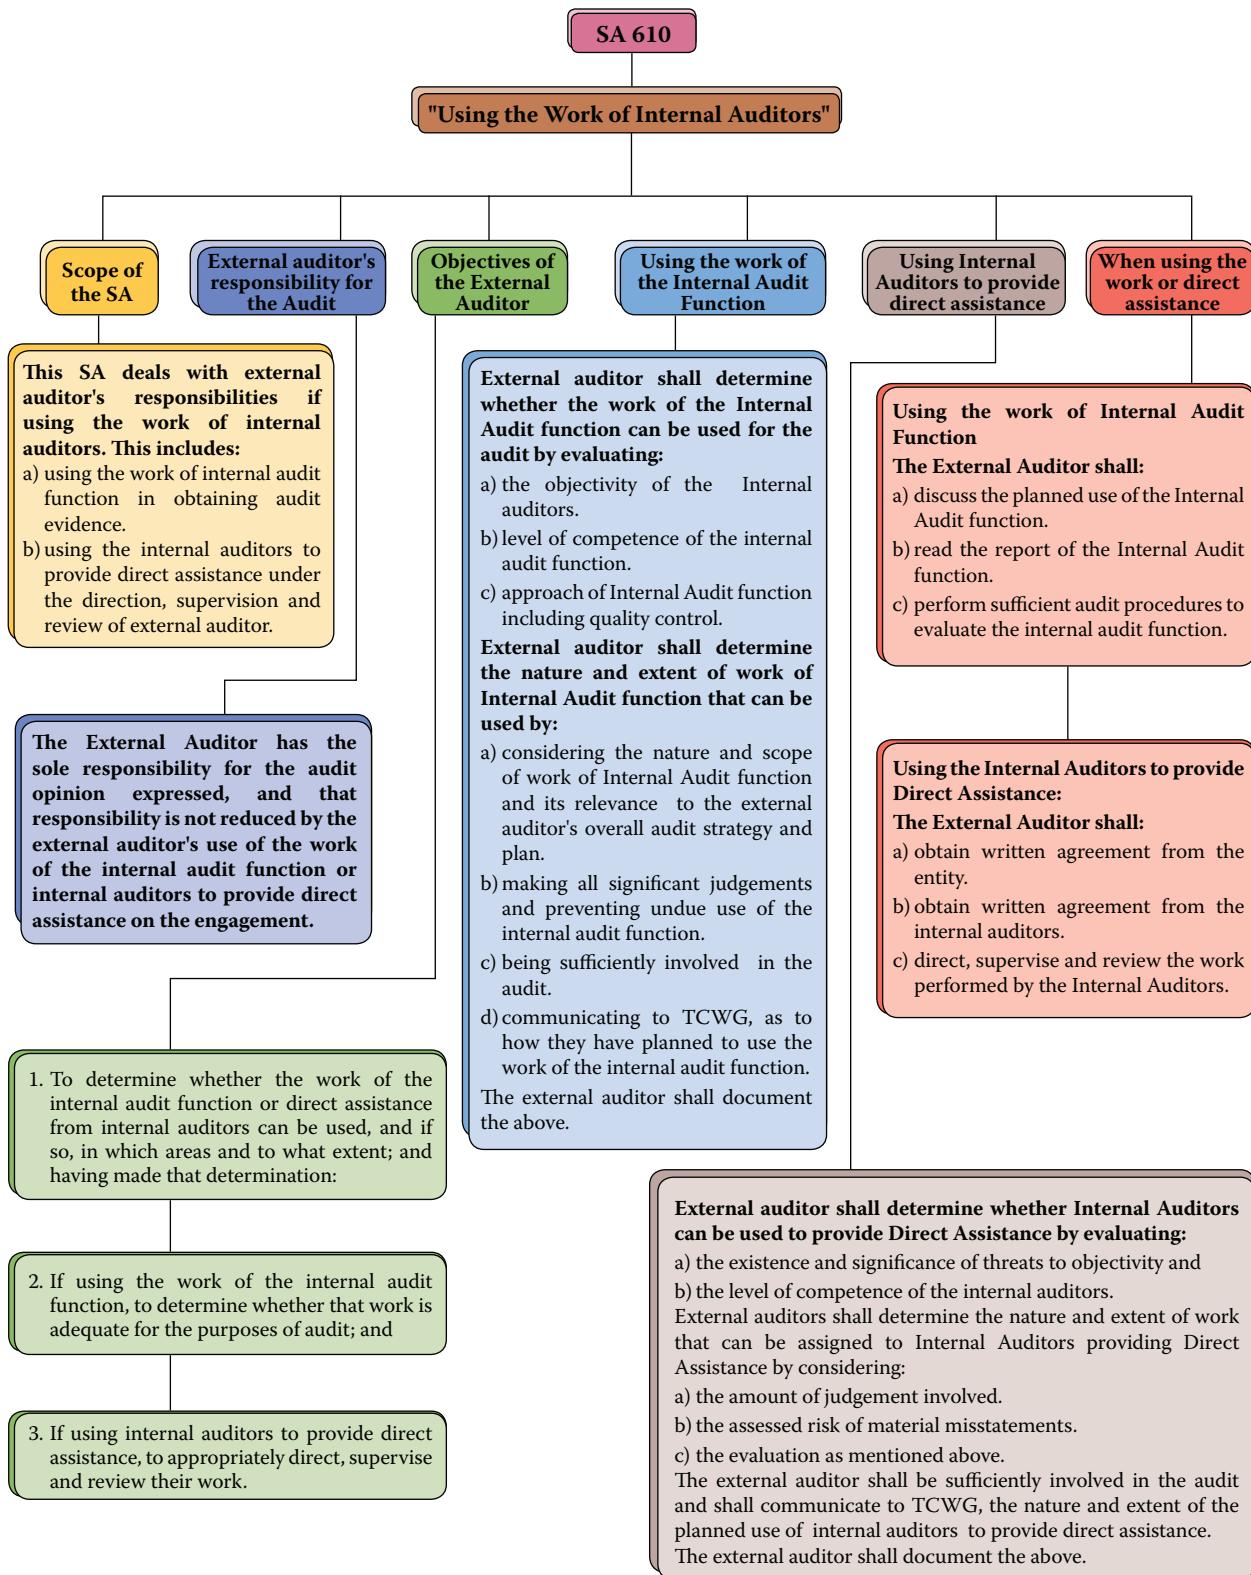 SA 610
"Using the Work of Internal Auditors"
Scope of
the SA
External auditor's
responsibility for
the Audit
Objectives of
the External
Auditor
Using the work of
the Internal Audit
Function
Using Internal
Auditors to provide
direct assistance
When using the
work or direct
assistance
This SA deals with external
auditor's responsibilities if
using the work of internal
auditors. This includes:
a) using the work of internal audit
function in obtaining audit
evidence.
b) using the internal auditors to
provide direct assistance under
the direction, supervision and
review of external auditor.
The External Auditor has the
sole responsibility for the audit
opinion expressed, and that
responsibility is not reduced by the
external auditor's use of the work
of the internal audit function or
internal auditors to provide direct
assistance on the engagement.
1. To determine whether the work of the
internal audit function or direct assistance
from internal auditors can be used, and if
so, in which areas and to what extent; and
having made that determination:
2. If using the work of the internal audit
function, to determine whether that work is
adequate for the purposes of audit; and
3. If using internal auditors to provide direct
assistance, to appropriately direct, supervise
and review their work.
External auditor shall determine
whether the work of the Internal
Audit function can be used for the
audit by evaluating:
a) the objectivity of the Internal
auditors.
b) level of competence of the internal
audit function.
c) approach of Internal Audit function
including quality control.
External auditor shall determine
the nature and extent of work of
Internal Audit function that can be
used by:
a) considering the nature and scope
of work of Internal Audit function
and its relevance to the external
auditor's overall audit strategy and
plan.
b) making all significant judgements
and preventing undue use of the
internal audit function.
c) being sufficiently involved in the
audit.
d) communicating to TCWG, as to
how they have planned to use the
work of the internal audit function.
The external auditor shall document
the above.
External auditor shall determine whether Internal Auditors
can be used to provide Direct Assistance by evaluating:
a) the existence and significance of threats to objectivity and
b) the level of competence of the internal auditors.
External auditors shall determine the nature and extent of work
that can be assigned to Internal Auditors providing Direct
Assistance by considering:
a) the amount of judgement involved.
b) the assessed risk of material misstatements.
c) the evaluation as mentioned above.
The external auditor shall be sufficiently involved in the audit
and shall communicate to TCWG, the nature and extent of the
planned use of internal auditors to provide direct assistance.
The external auditor shall document the above.
Using the work of Internal Audit
Function
The External Auditor shall:
a) discuss the planned use of the Internal
Audit function.
b) read the report of the Internal Audit
function.
c) perform sufficient audit procedures to
evaluate the internal audit function.
Using the Internal Auditors to provide
Direct Assistance:
The External Auditor shall:
a) obtain written agreement from the
entity.
b) obtain written agreement from the
internal auditors.
c) direct, supervise and review the work
performed by the Internal Auditors.